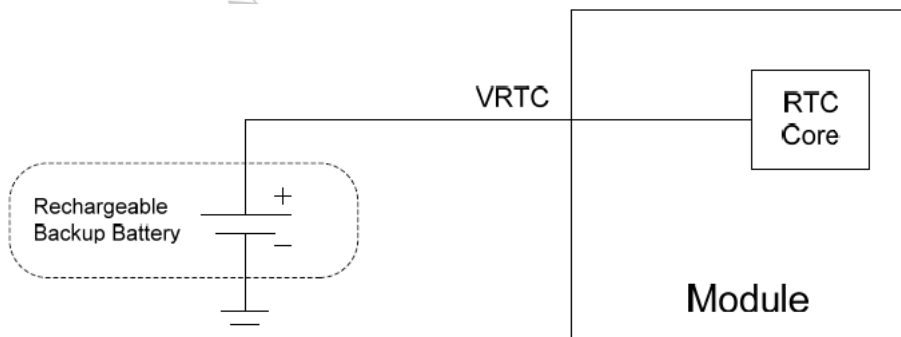 VRTC
RTC
Core
+
Rechargeable
Backup Battery
−
Module